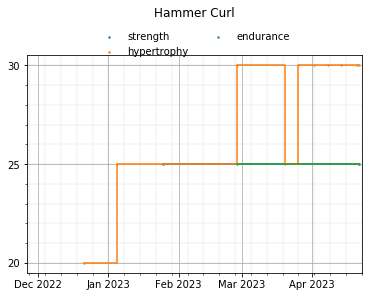 Hammer Curl
strength endurance
hypertrophy
30
25
20
Dec 2022 Jan 2023 Feb 2023 Mar 2023 Apr 2023